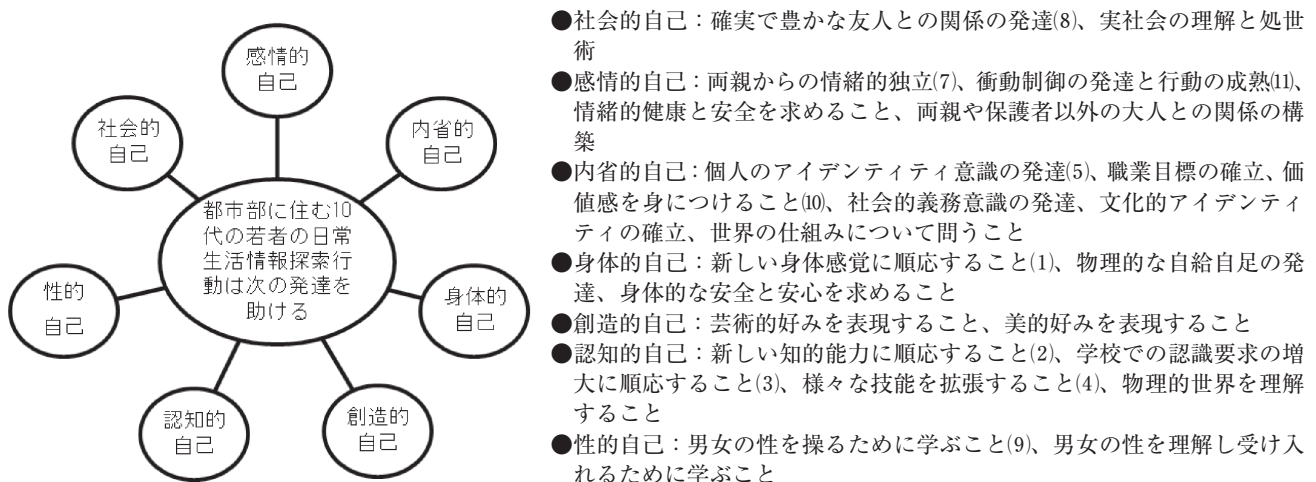 感情的
自己
社会的
自己
内省的
自己
都市部に住む10
代の若者の日常
生活情報探索行
動は次の発達を
助ける
性的
自己
身体的
自己
認知的
自己
創造的
自己
●社会的自己：確実で豊かな友人との関係の発達⑻、実社会の理解と処世
術
●感情的自己：両親からの情緒的独立⑺、衝動制御の発達と行動の成熟⑾、
情緒的健康と安全を求めること、両親や保護者以外の大人との関係の構
築
●内省的自己：個人のアイデンティティ意識の発達⑸、職業目標の確立、価
値感を身につけること⑽、社会的義務意識の発達、文化的アイデンティ
ティの確立、世界の仕組みについて問うこと
●身体的自己：新しい身体感覚に順応すること⑴、物理的な自給自足の発
達、身体的な安全と安心を求めること
●創造的自己：芸術的好みを表現すること、美的好みを表現すること
●認知的自己：新しい知的能力に順応すること⑵、学校での認識要求の増
大に順応すること⑶、様々な技能を拡張すること⑷、物理的世界を理解
すること
●性的自己：男女の性を操るために学ぶこと⑼、男女の性を理解し受け入
れるために学ぶこと